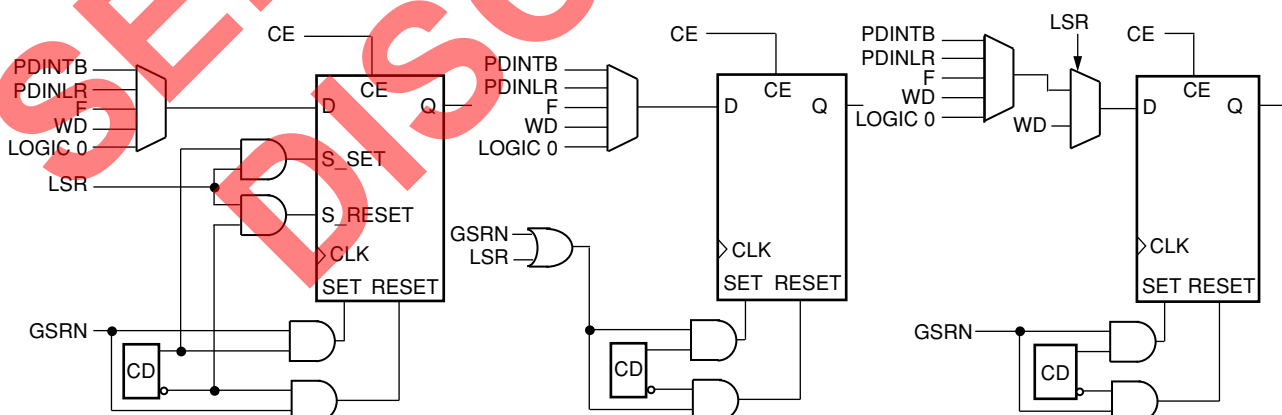 CE
PDINTB
PDINLR
F
WD
LOGIC 0
LSR
D
CE
Q
S_SET
S_RESET
CLK
SET RESET
GSRN
CD
CE
PDINTB
PDINLR
F
WD
LOGIC 0
D
CE
Q
GSRN
LSR
CLK
SET RESET
CD
LSR
CE
PDINTB
PDINLR
F
WD
LOGIC 0
WD
D
CE
Q
CLK
SET RESET
GSRN
CD